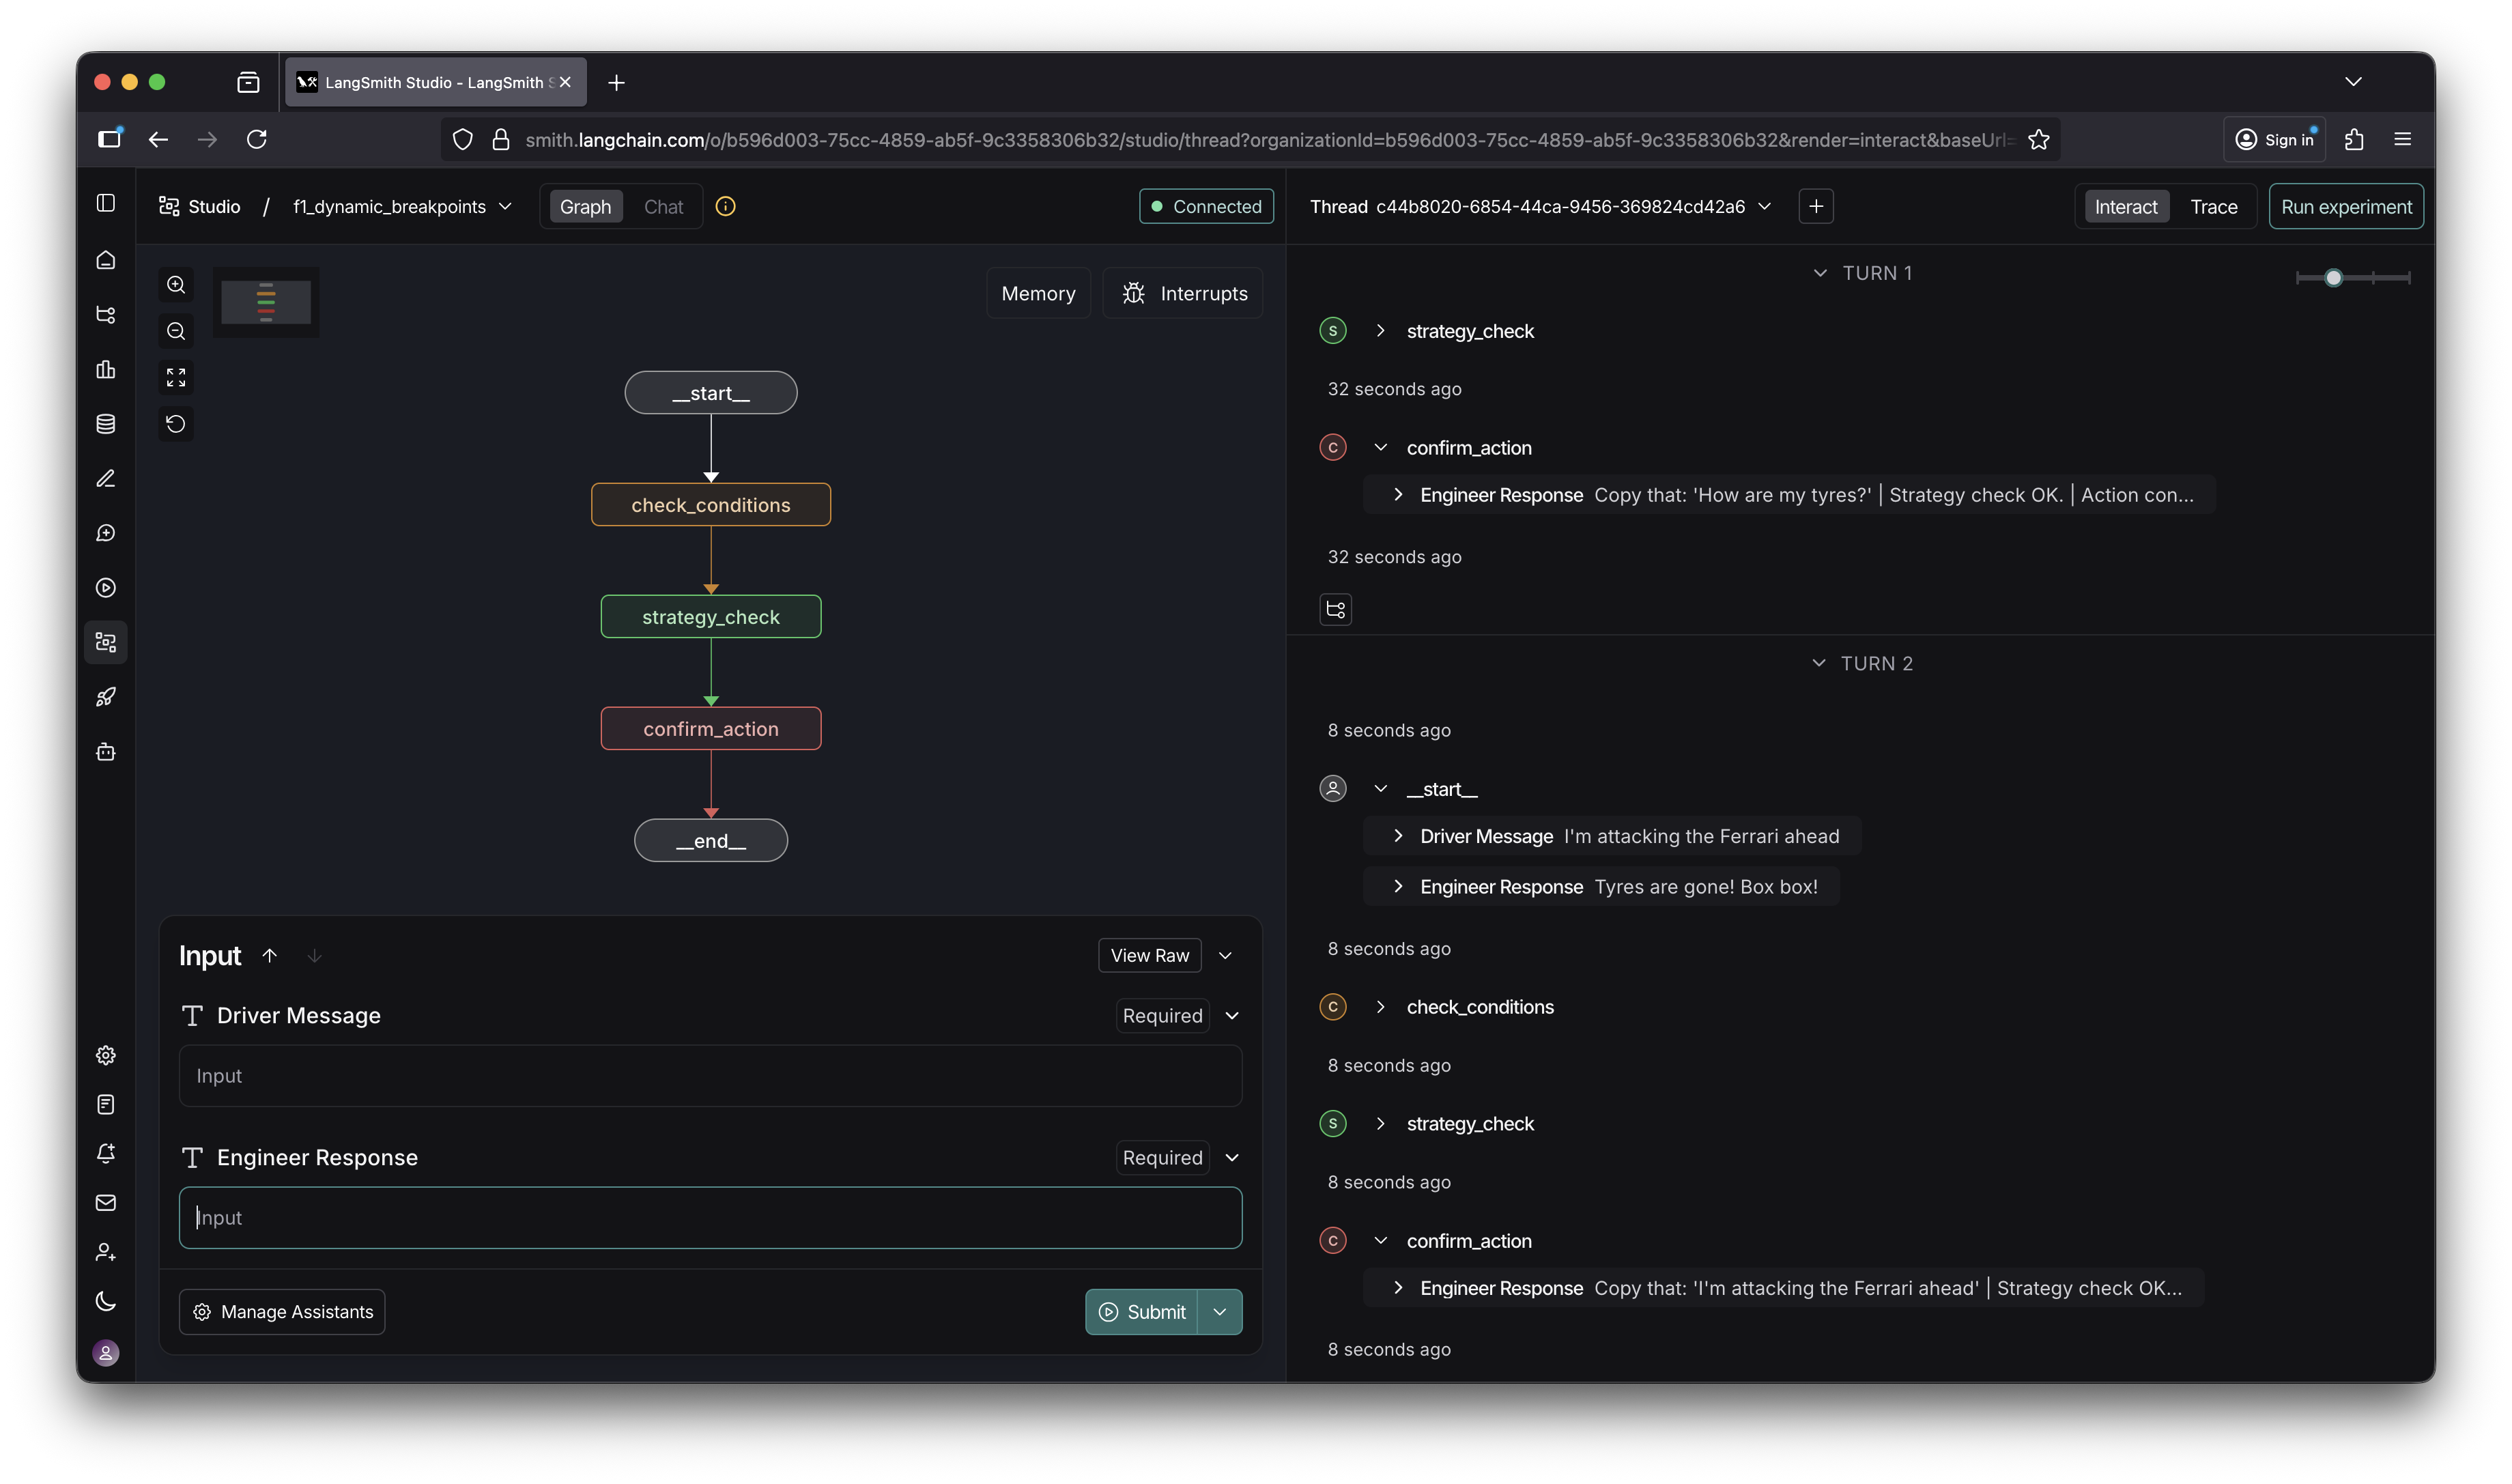 LangSmith Studio - LangSmith S
smith.langchain.com/o/b596d003-75cc-4859-ab5f-9c3358306b32/studio/thread?organizationId=b596d003-75cc-4859-ab5f-9c3358306b32&render=interact&baseUrl=
Sign in
Studio / f1_dynamic_breakpoints
Graph
Chat
Connected
Thread c44b8020-6854-44ca-9456-369824cd42a6
Interact
Trace
Run experiment
Memory
Interrupts
__start__
check_conditions
strategy_check
confirm_action
__end__
Input
View Raw
Driver Message
Required
Input
Engineer Response
Required
Input
Manage Assistants
Submit
TURN 1
S
strategy_check
32 seconds ago
C
confirm_action
Engineer Response Copy that: 'How are my tyres?' | Strategy check OK. | Action con...
32 seconds ago
TURN 2
8 seconds ago
__start__
Driver Message I'm attacking the Ferrari ahead
Engineer Response Tyres are gone! Box box!
8 seconds ago
C
check_conditions
8 seconds ago
S
strategy_check
8 seconds ago
C
confirm_action
Engineer Response Copy that: 'I'm attacking the Ferrari ahead' | Strategy check OK...
8 seconds ago